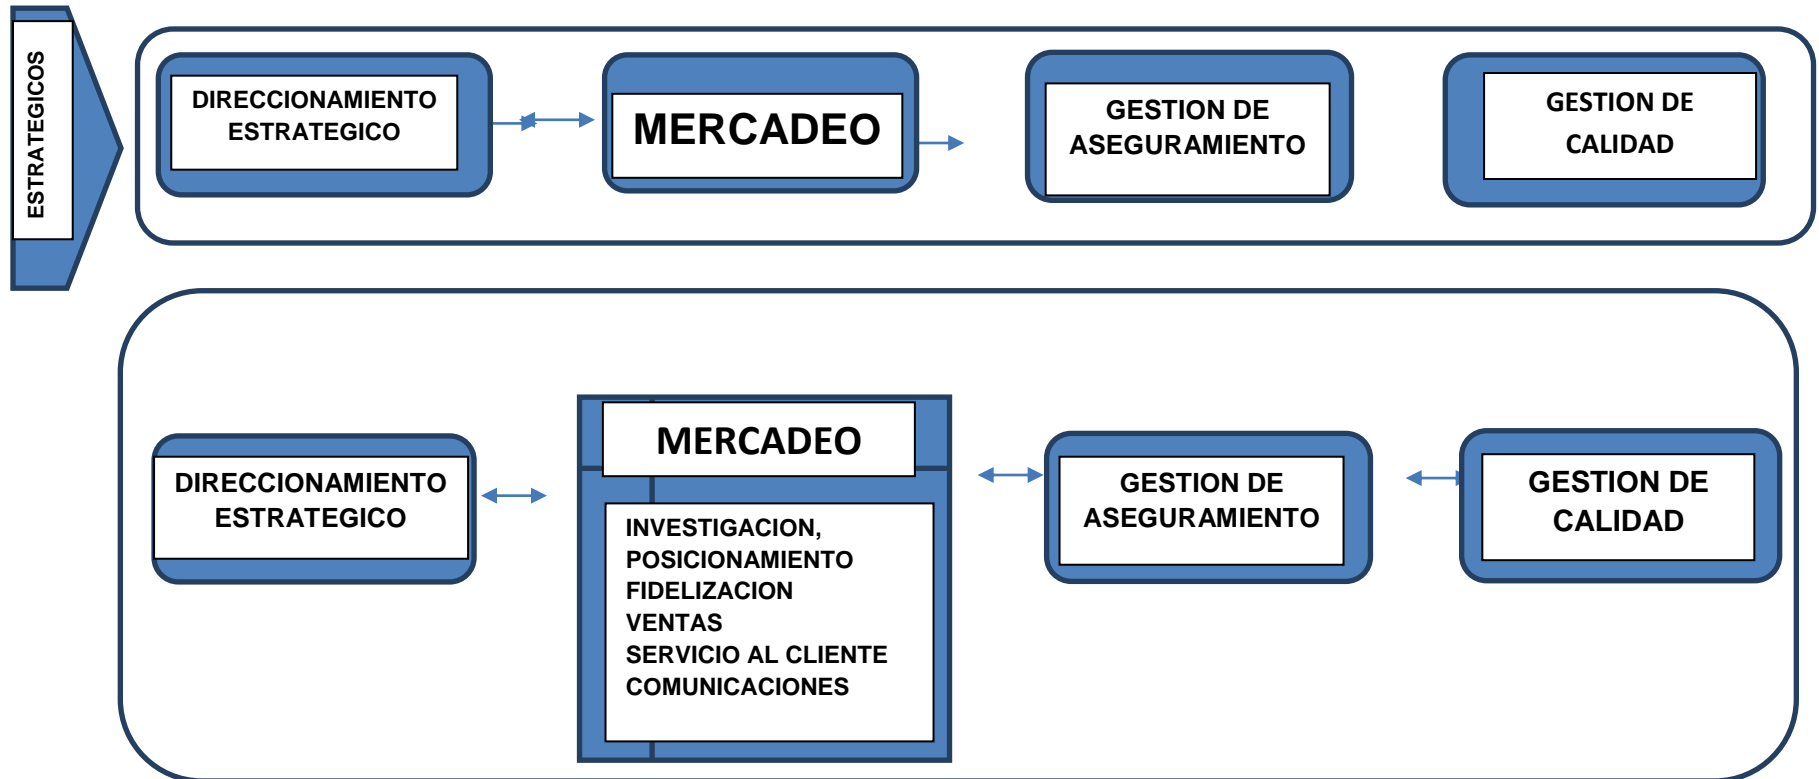 ESTRATEGICOS
DIRECCIONAMIENTO
ESTRATEGICO
MERCADEO
GESTION DE
ASEGURAMIENTO
GESTION DE
CALIDAD
DIRECCIONAMIENTO
ESTRATEGICO
MERCADEO
INVESTIGACION,
POSICIONAMIENTO
FIDELIZACION
VENTAS
SERVICIO AL CLIENTE
COMUNICACIONES
GESTION DE
ASEGURAMIENTO
GESTION DE
CALIDAD